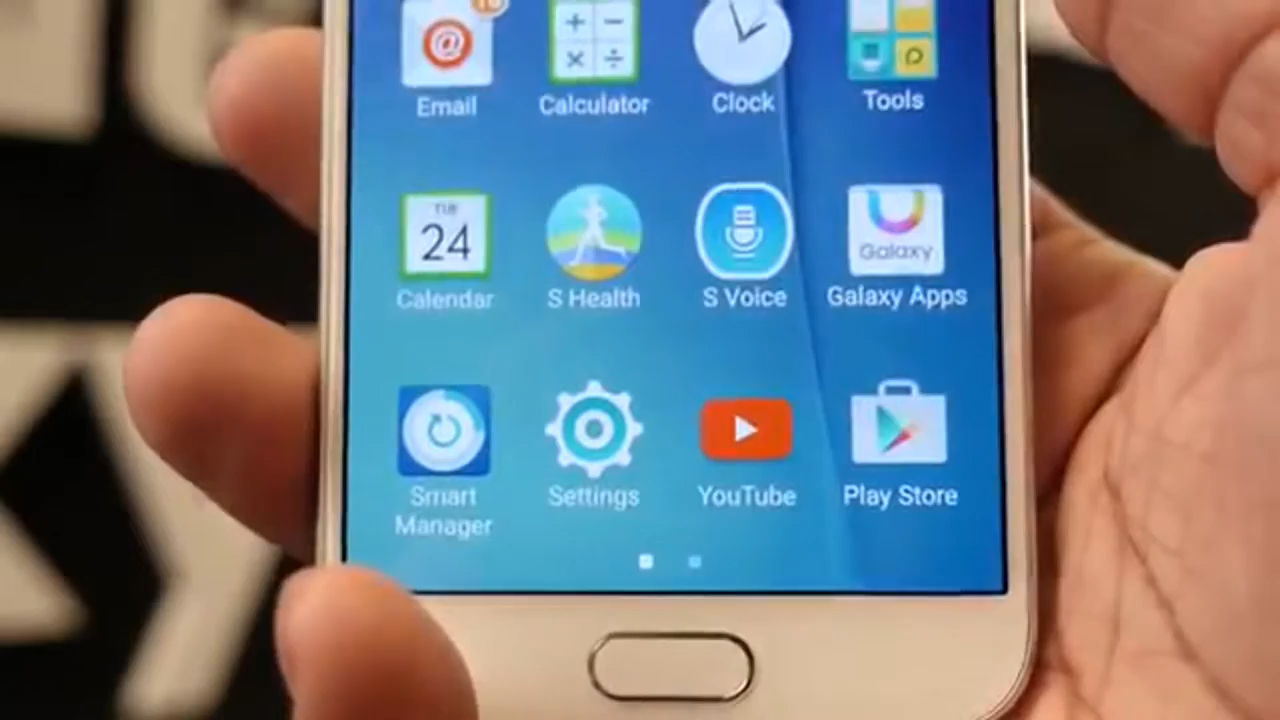 Email
Calculator
Clock
Tools
TUE
24
Galaxy
Calendar
S Health
S Voice
Galaxy Apps
Smart
Manager
Settings
YouTube
Play Store